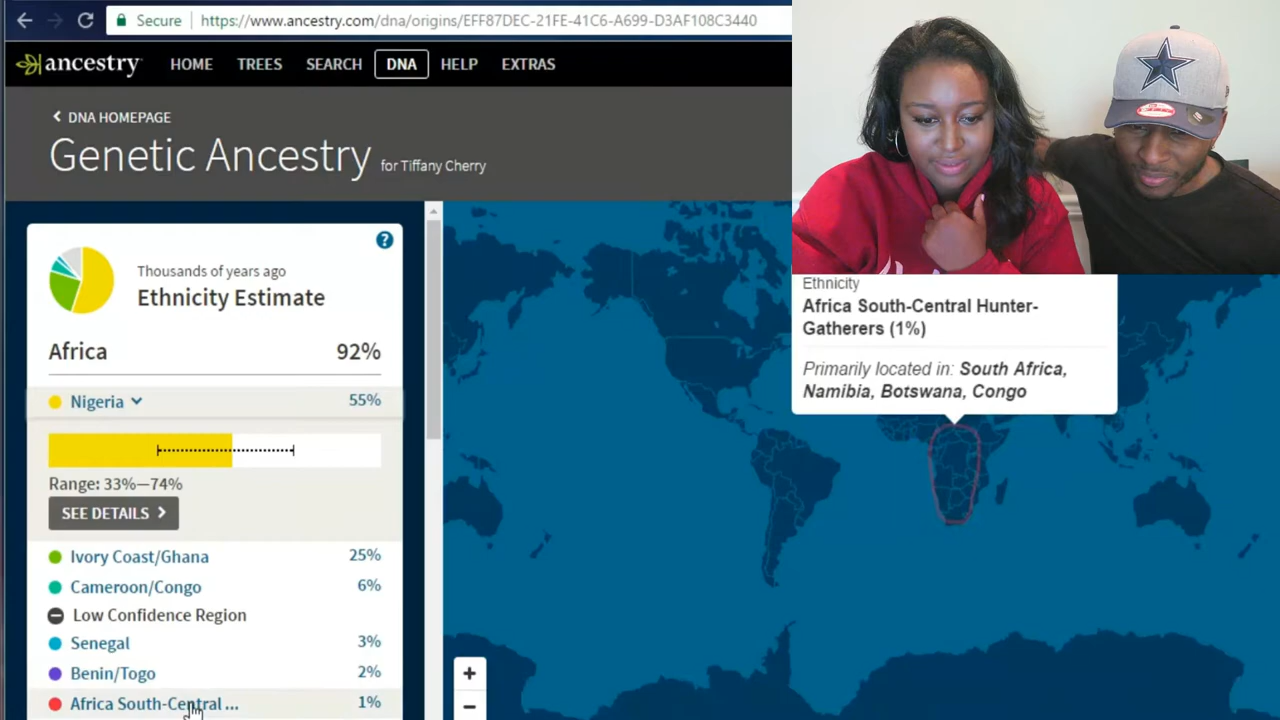 Secure https://www.ancestry.com/dna/origins/EFF87DEC-21FE-41C6-A699-D3AF108C3440
ancestry HOME TREES SEARCH DNA HELP EXTRAS
DNA HOMEPAGE
Genetic Ancestry for Tiffany Cherry
?
Thousands of years ago
Ethnicity Estimate
Africa 92%
Nigeria 55%
Range: 33%—74%
SEE DETAILS
Ivory Coast/Ghana 25%
Cameroon/Congo 6%
Low Confidence Region
Senegal 3%
Benin/Togo 2%
Africa South-Central ... 1%
Ethnicity
Africa South-Central Hunter-
Gatherers (1%)
Primarily located in: South Africa,
Namibia, Botswana, Congo
+
−